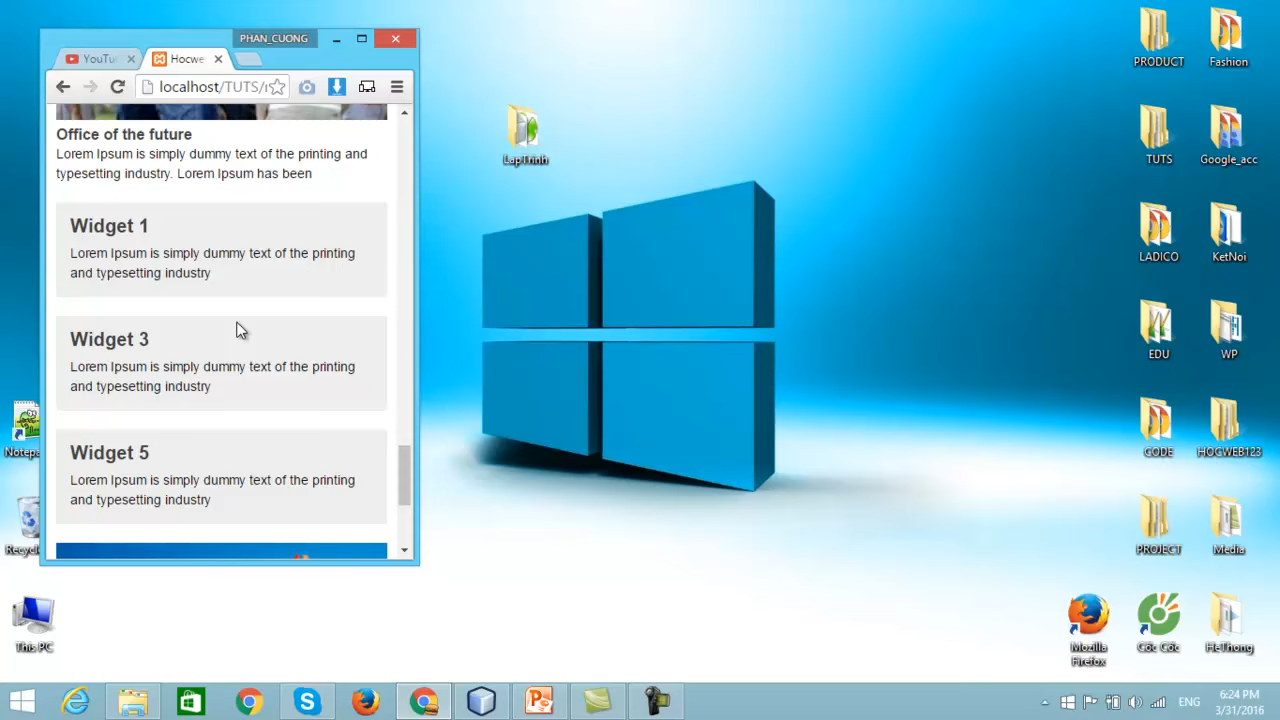 PHAN_CUONG
YouTu
Hocwe
localhost/TUTS/r
Office of the future
Lorem Ipsum is simply dummy text of the printing and
typesetting industry. Lorem Ipsum has been
Widget 1
Lorem Ipsum is simply dummy text of the printing
and typesetting industry
Widget 3
Lorem Ipsum is simply dummy text of the printing
and typesetting industry
Widget 5
Lorem Ipsum is simply dummy text of the printing
and typesetting industry
Notepa
Recycle
This PC
LapTrinh
PRODUCT
Fashion
TUTS
Google_acc
LADICO
KetNoi
EDU
WP
CODE
HOCWEB123
PROJECT
Media
Mozilla
Firefox
Cốc Cốc
HeThong
ENG
6:24 PM
3/31/2016